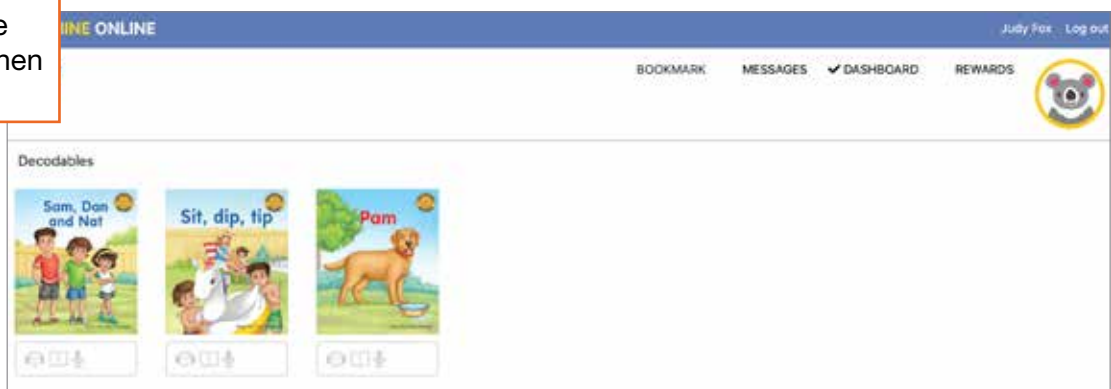 INE ONLINE
Judy Fox Log out
BOOKMARK MESSAGES DASHBOARD REWARDS
Decodables
Sam, Dan
and Nat
Sit, dip, tip
Pam